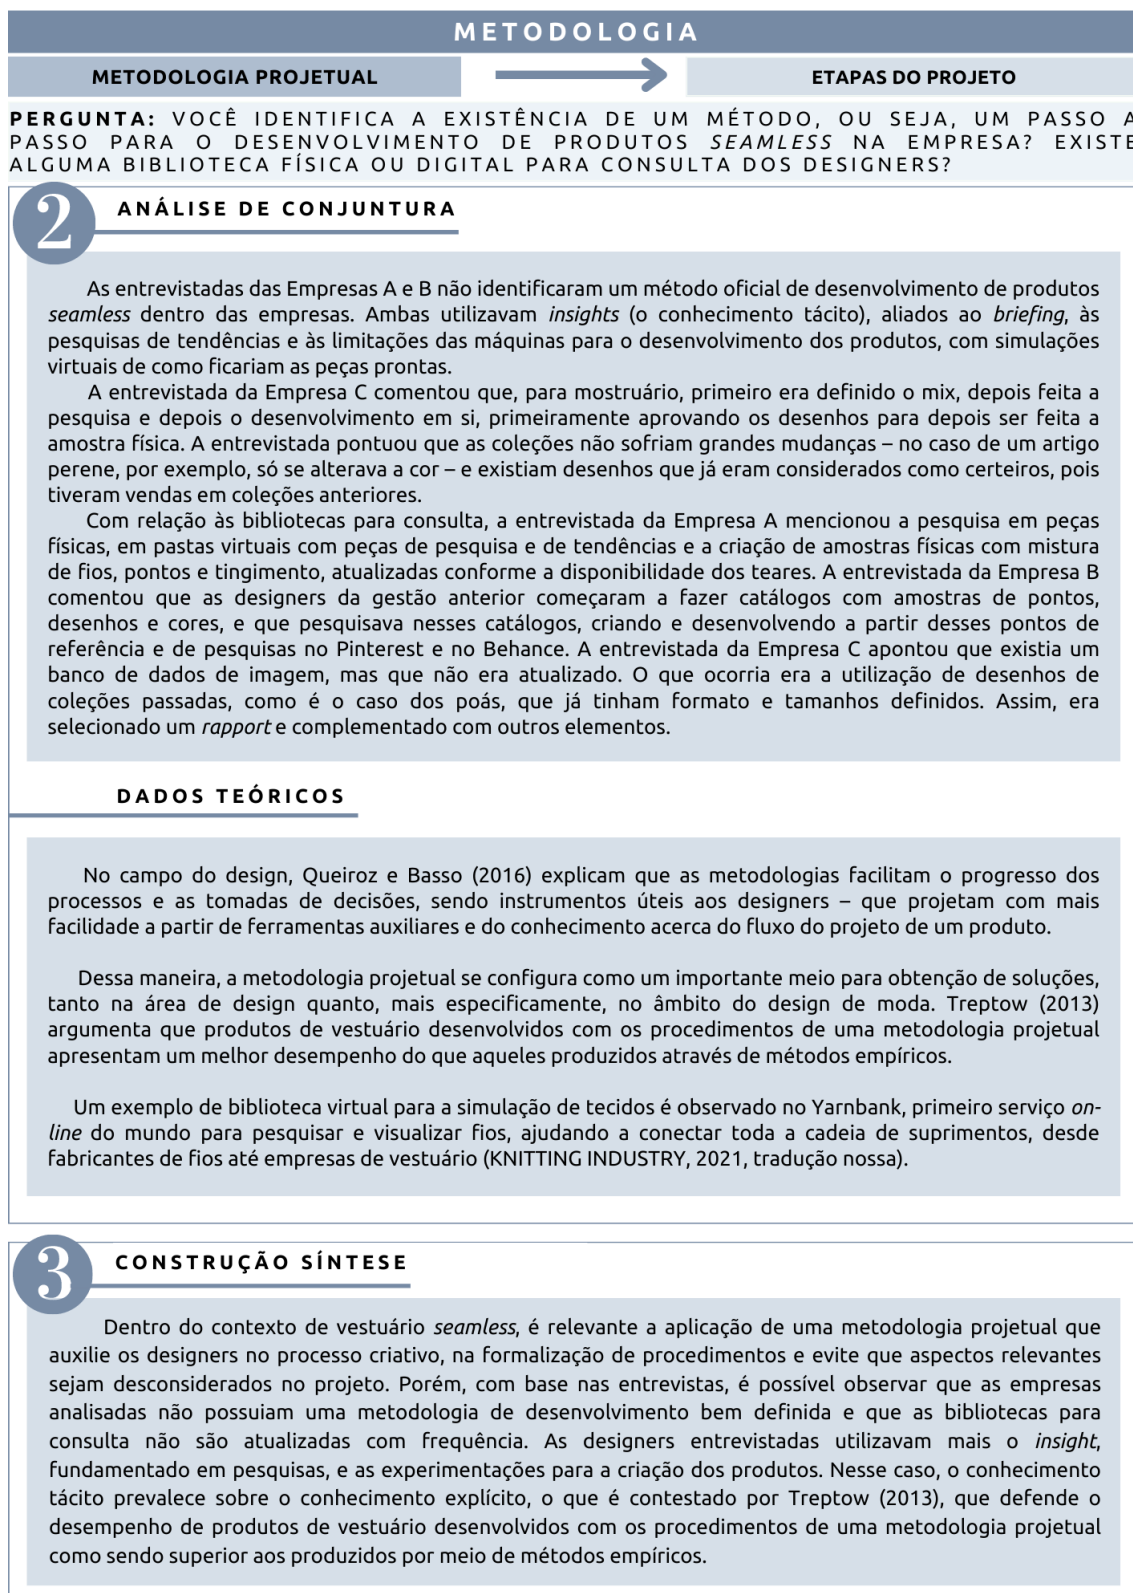 METODOLOGIA
METODOLOGIA PROJETUAL
ETAPAS DO PROJETO
PERGUNTA: VOCÊ IDENTIFICA A EXISTÊNCIA DE UM MÉTODO, OU SEJA, UM PASSO A
PASSO PARA O DESENVOLVIMENTO DE PRODUTOS SEAMLESS NA EMPRESA? EXISTE
ALGUMA BIBLIOTECA FÍSICA OU DIGITAL PARA CONSULTA DOS DESIGNERS?
2
ANÁLISE DE CONJUNTURA
As entrevistadas das Empresas A e B não identificaram um método oficial de desenvolvimento de produtos
seamless dentro das empresas. Ambas utilizavam insights (o conhecimento tácito), aliados ao briefing, às
pesquisas de tendências e às limitações das máquinas para o desenvolvimento dos produtos, com simulações
virtuais de como ficariam as peças prontas.
A entrevistada da Empresa C comentou que, para mostruário, primeiro era definido o mix, depois feita a
pesquisa e depois o desenvolvimento em si, primeiramente aprovando os desenhos para depois ser feita a
amostra física. A entrevistada pontuou que as coleções não sofriam grandes mudanças – no caso de um artigo
perene, por exemplo, só se alterava a cor – e existiam desenhos que já eram considerados como certeiros, pois
tiveram vendas em coleções anteriores.
Com relação às bibliotecas para consulta, a entrevistada da Empresa A mencionou a pesquisa em peças
físicas, em pastas virtuais com peças de pesquisa e de tendências e a criação de amostras físicas com mistura
de fios, pontos e tingimento, atualizadas conforme a disponibilidade dos teares. A entrevistada da Empresa B
comentou que as designers da gestão anterior começaram a fazer catálogos com amostras de pontos,
desenhos e cores, e que pesquisava nesses catálogos, criando e desenvolvendo a partir desses pontos de
referência e de pesquisas no Pinterest e no Behance. A entrevistada da Empresa C apontou que existia um
banco de dados de imagem, mas que não era atualizado. O que ocorria era a utilização de desenhos de
coleções passadas, como é o caso dos poás, que já tinham formato e tamanhos definidos. Assim, era
selecionado um rapport e complementado com outros elementos.
DADOS TEÓRICOS
No campo do design, Queiroz e Basso (2016) explicam que as metodologias facilitam o progresso dos
processos e as tomadas de decisões, sendo instrumentos úteis aos designers – que projetam com mais
facilidade a partir de ferramentas auxiliares e do conhecimento acerca do fluxo do projeto de um produto.
Dessa maneira, a metodologia projetual se configura como um importante meio para obtenção de soluções,
tanto na área de design quanto, mais especificamente, no âmbito do design de moda. Treptow (2013)
argumenta que produtos de vestuário desenvolvidos com os procedimentos de uma metodologia projetual
apresentam um melhor desempenho do que aqueles produzidos através de métodos empíricos.
Um exemplo de biblioteca virtual para a simulação de tecidos é observado no Yarnbank, primeiro serviço on-
line do mundo para pesquisar e visualizar fios, ajudando a conectar toda a cadeia de suprimentos, desde
fabricantes de fios até empresas de vestuário (KNITTING INDUSTRY, 2021, tradução nossa).
3
CONSTRUÇÃO SÍNTESE
Dentro do contexto de vestuário seamless, é relevante a aplicação de uma metodologia projetual que
auxilie os designers no processo criativo, na formalização de procedimentos e evite que aspectos relevantes
sejam desconsiderados no projeto. Porém, com base nas entrevistas, é possível observar que as empresas
analisadas não possuiam uma metodologia de desenvolvimento bem definida e que as bibliotecas para
consulta não são atualizadas com frequência. As designers entrevistadas utilizavam mais o insight,
fundamentado em pesquisas, e as experimentações para a criação dos produtos. Nesse caso, o conhecimento
tácito prevalece sobre o conhecimento explícito, o que é contestado por Treptow (2013), que defende o
desempenho de produtos de vestuário desenvolvidos com os procedimentos de uma metodologia projetual
como sendo superior aos produzidos por meio de métodos empíricos.